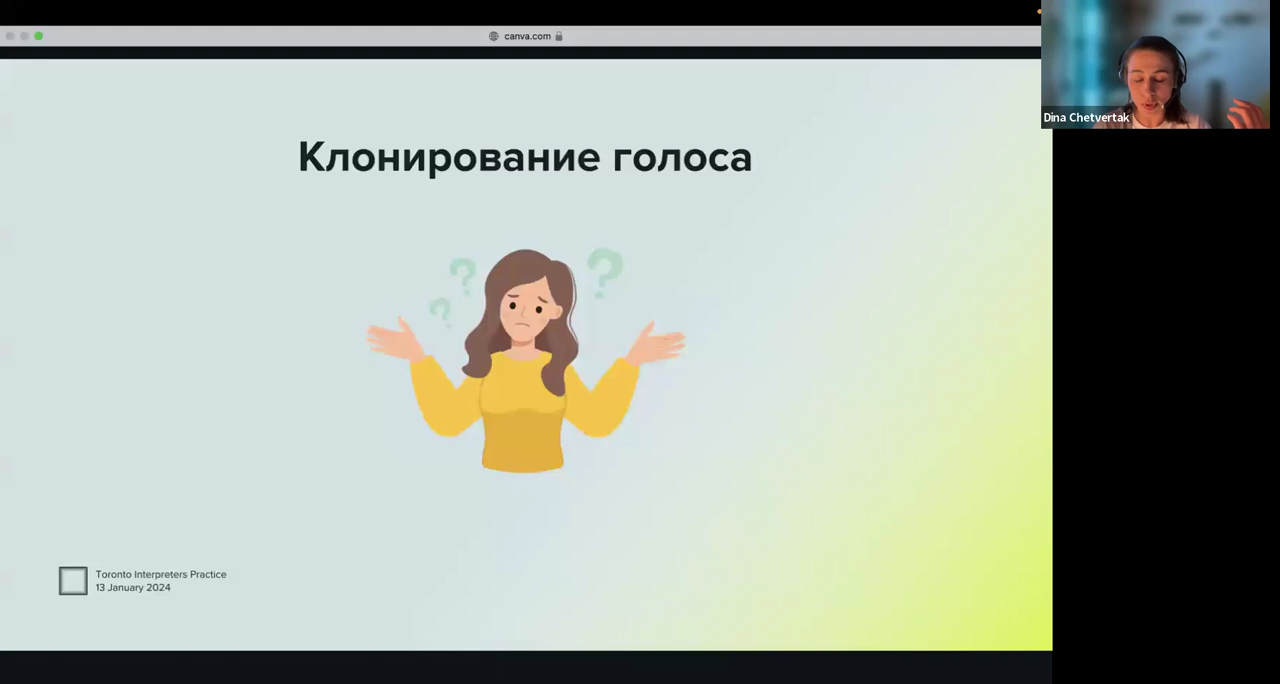 canva.com
Dina Chetvertak
Клонирование голоса
? ? ?
Toronto Interpreters Practice
13 January 2024